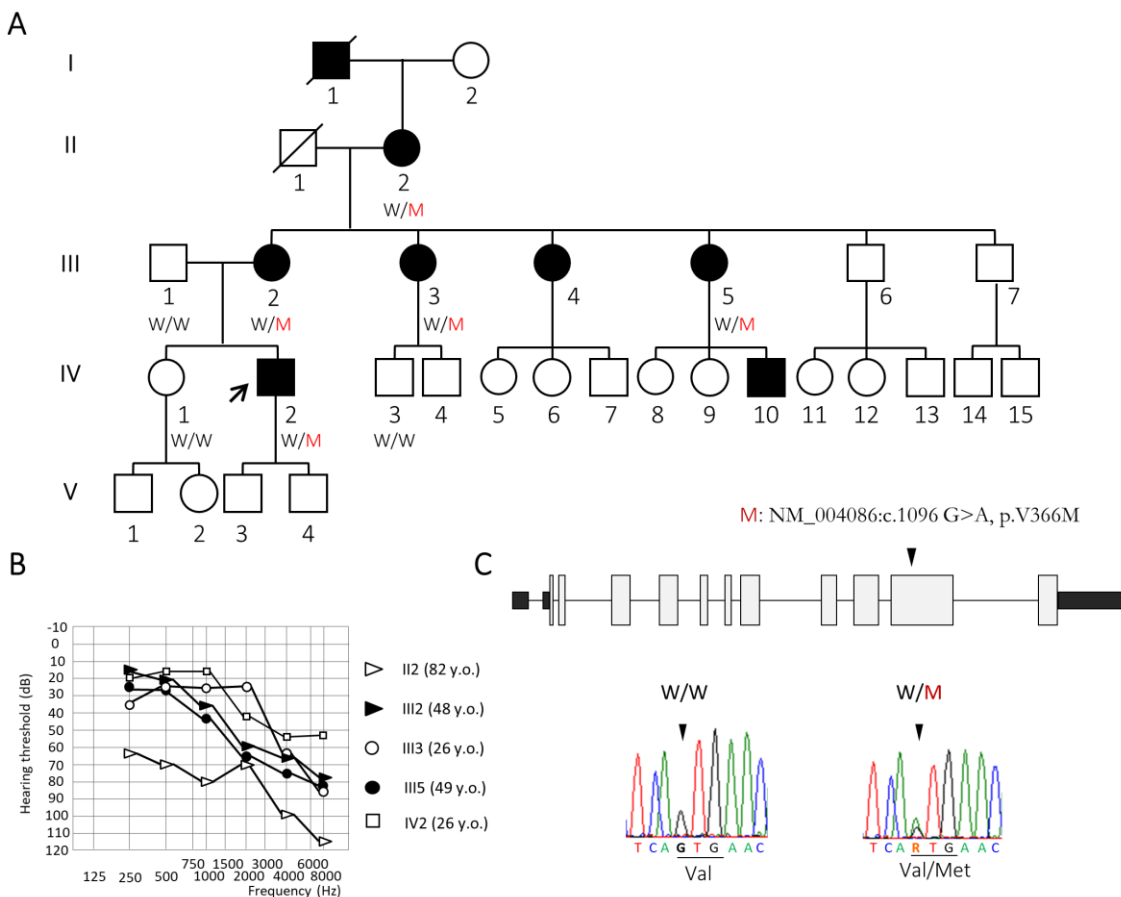 A
I
1
2
II
1
2
W/M
III
1
2
3
4
5
6
7
W/W
W/M
W/M
W/M
IV
1
2
3
4
5
6
7
8
9
10
11
12
13
14
15
W/W
W/M
W/W
V
1
2
3
4
M: NM_004086:c.1096 G>A, p.V366M
B
Hearing threshold (dB)
-10
0
10
20
30
40
50
60
70
80
90
100
110
120
750 1500 3000 6000
125 250 500 1000 2000 4000 8000
Frequency (Hz)
II2 (82 y.o.)
III2 (48 y.o.)
III3 (26 y.o.)
III5 (49 y.o.)
IV2 (26 y.o.)
C
W/W
W/M
T C A G T G A A C
Val
T C A R T G A A C
Val/Met